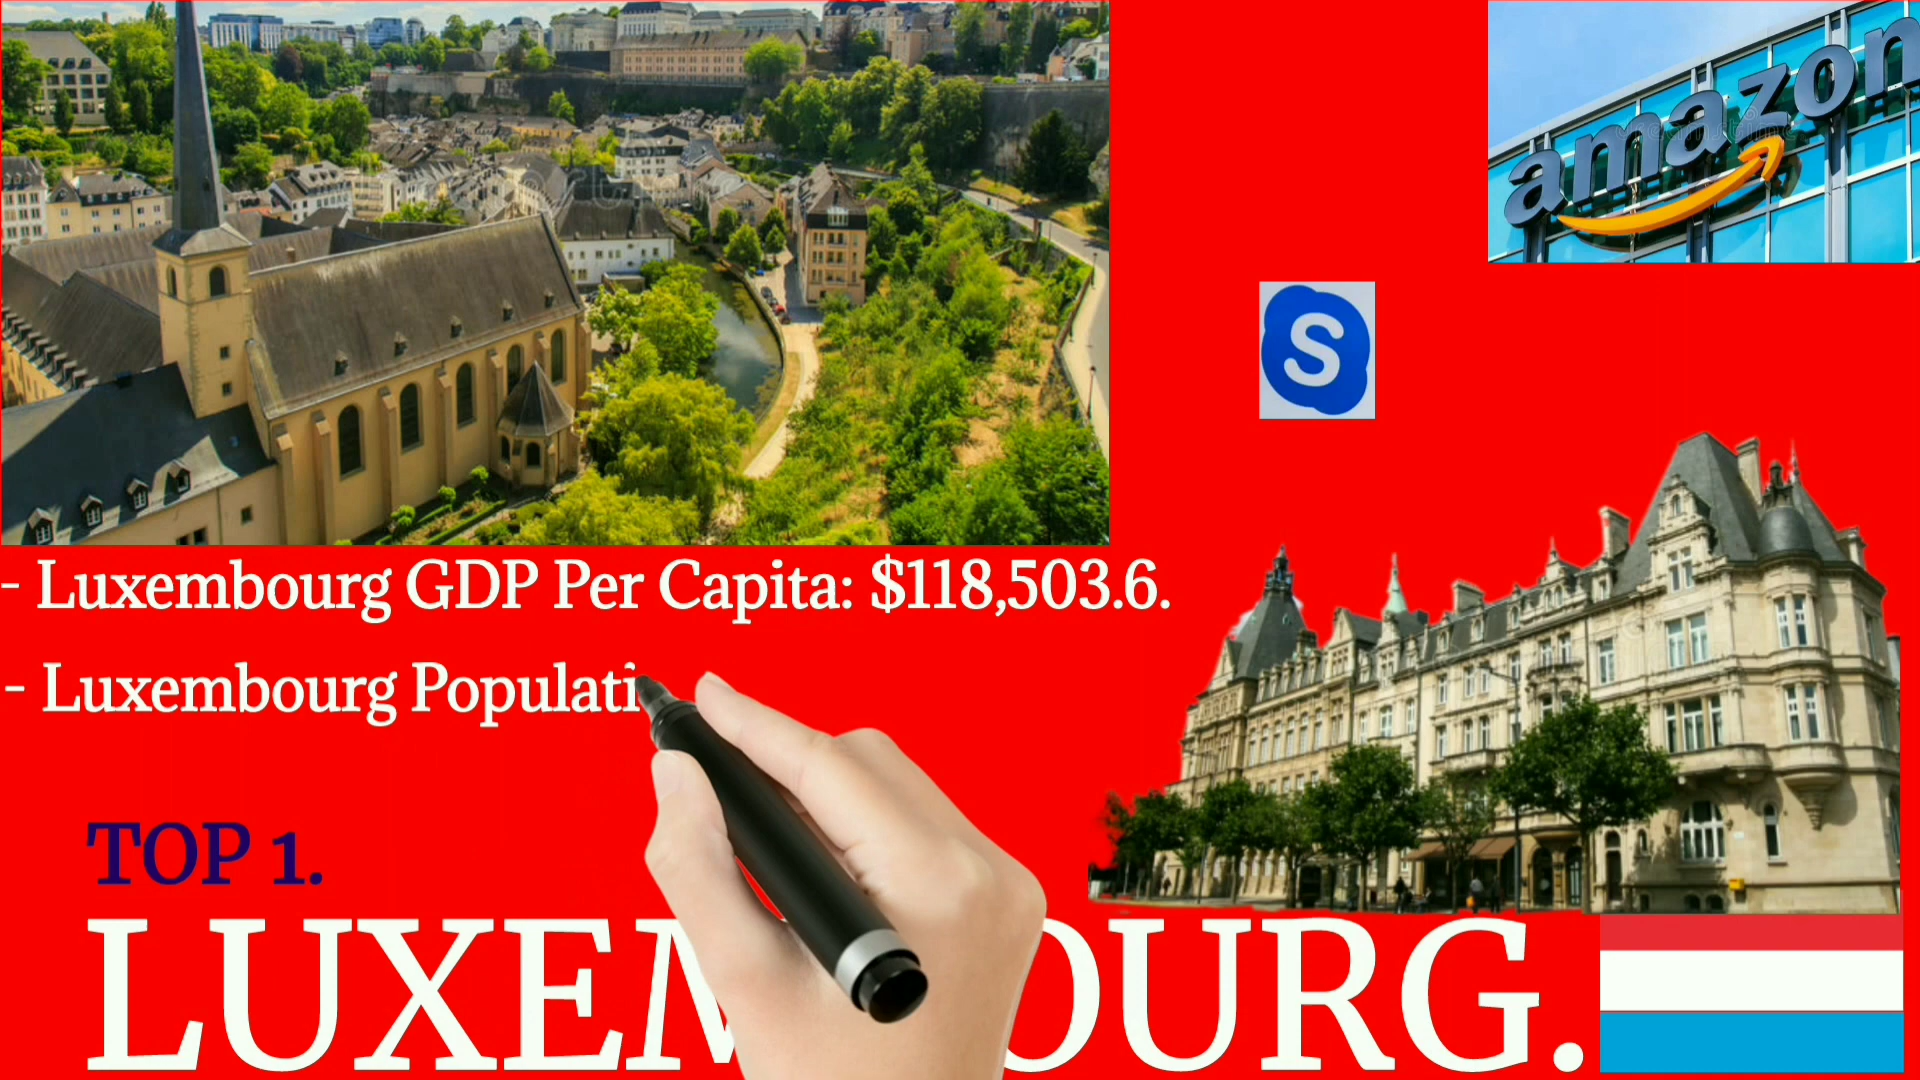 amazon
S
- Luxembourg GDP Per Capita: $118,503.6.
- Luxembourg Populati
TOP 1.
LUXEM OURG.